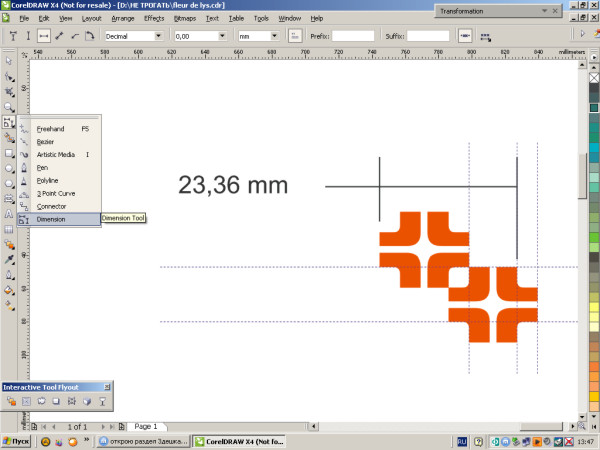 CorelDRAW X4 (Not for resale) - [D:\НЕ ТРОГАТЬ\fleur de lys.cdr]
Transformation
File Edit View Layout Arrange Effects Bitmaps Text Table Tools Window Help
Decimal 0,00 mm Prefix: Suffix:
540 560 580 600 620 640 660 680 700 720 740 760 780 800 820 840 millimeters
Freehand F5
Bezier
Artistic Media I
Pen
Polyline
3 Point Curve
Connector
Dimension Dimension Tool
23,36 mm
80
100
Interactive Tool Flyout
millimeters
1 of 1 Page 1
Пуск открою раздел Здешка... CorelDRAW X4 (Not fo... RU 13:47